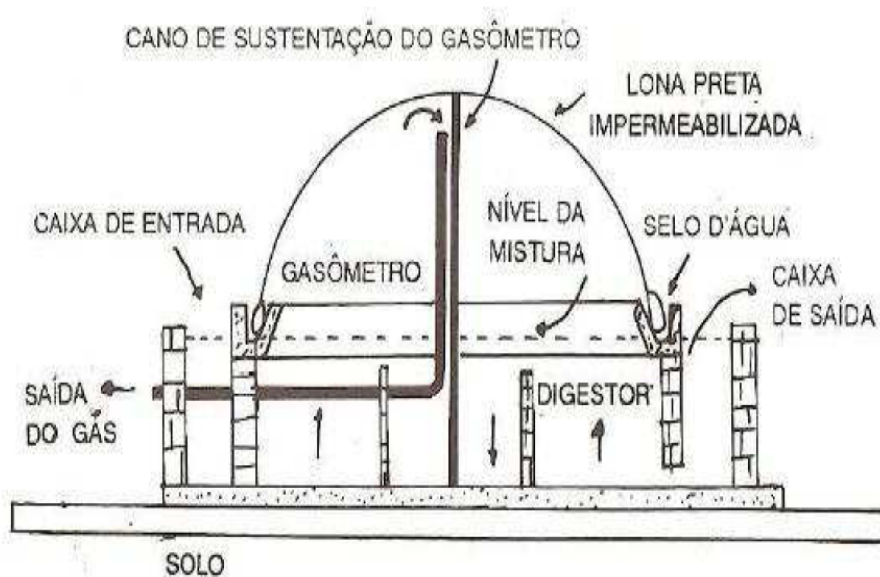 CANO DE SUSTENTAÇÃO DO GASÔMETRO
LONA PRETA
IMPERMEABILIZADA
CAIXA DE ENTRADA
NÍVEL DA
MISTURA
SELO D'ÁGUA
GASÔMETRO
CAIXA
DE SAÍDA
SAÍDA
DO GÁS
DIGESTOR
SOLO